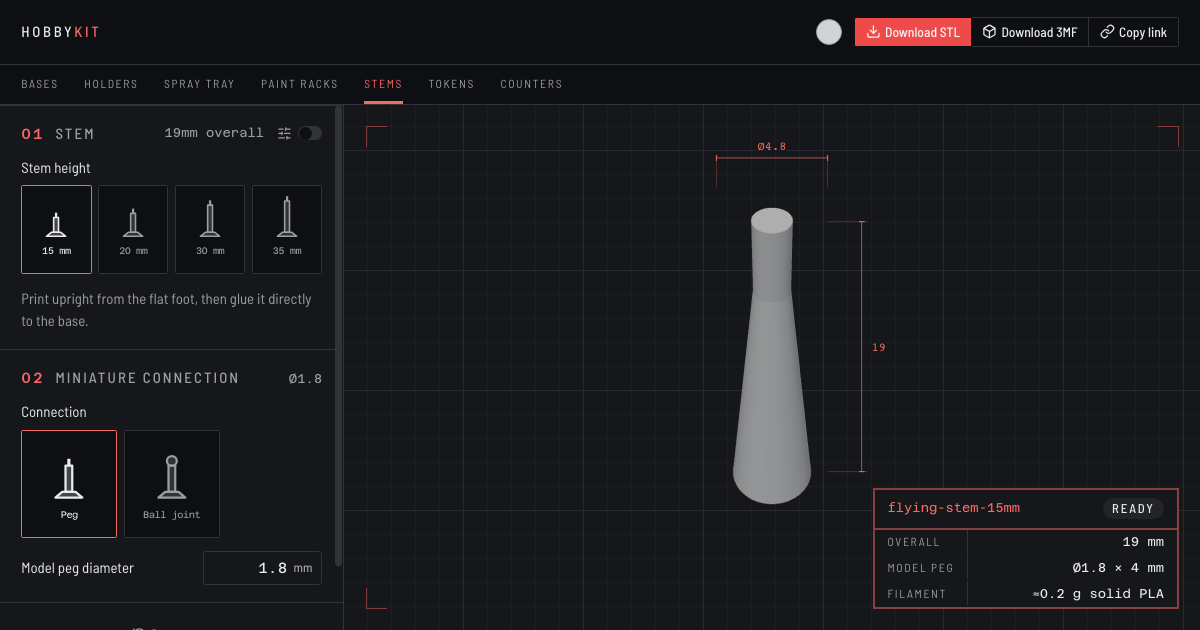 HOBBYKIT
Download STL
Download 3MF
Copy link
BASES
HOLDERS
SPRAY TRAY
PAINT RACKS
STEMS
TOKENS
COUNTERS
01 STEM
19mm overall
Stem height
15 mm
20 mm
30 mm
35 mm
Print upright from the flat foot, then glue it directly
to the base.
02 MINIATURE CONNECTION
Ø1.8
Connection
Peg
Ball joint
Model peg diameter
1.8 mm
Ø4.8
19
flying-stem-15mm
READY
OVERALL
19 mm
MODEL PEG
Ø1.8 × 4 mm
FILAMENT
≈0.2 g solid PLA